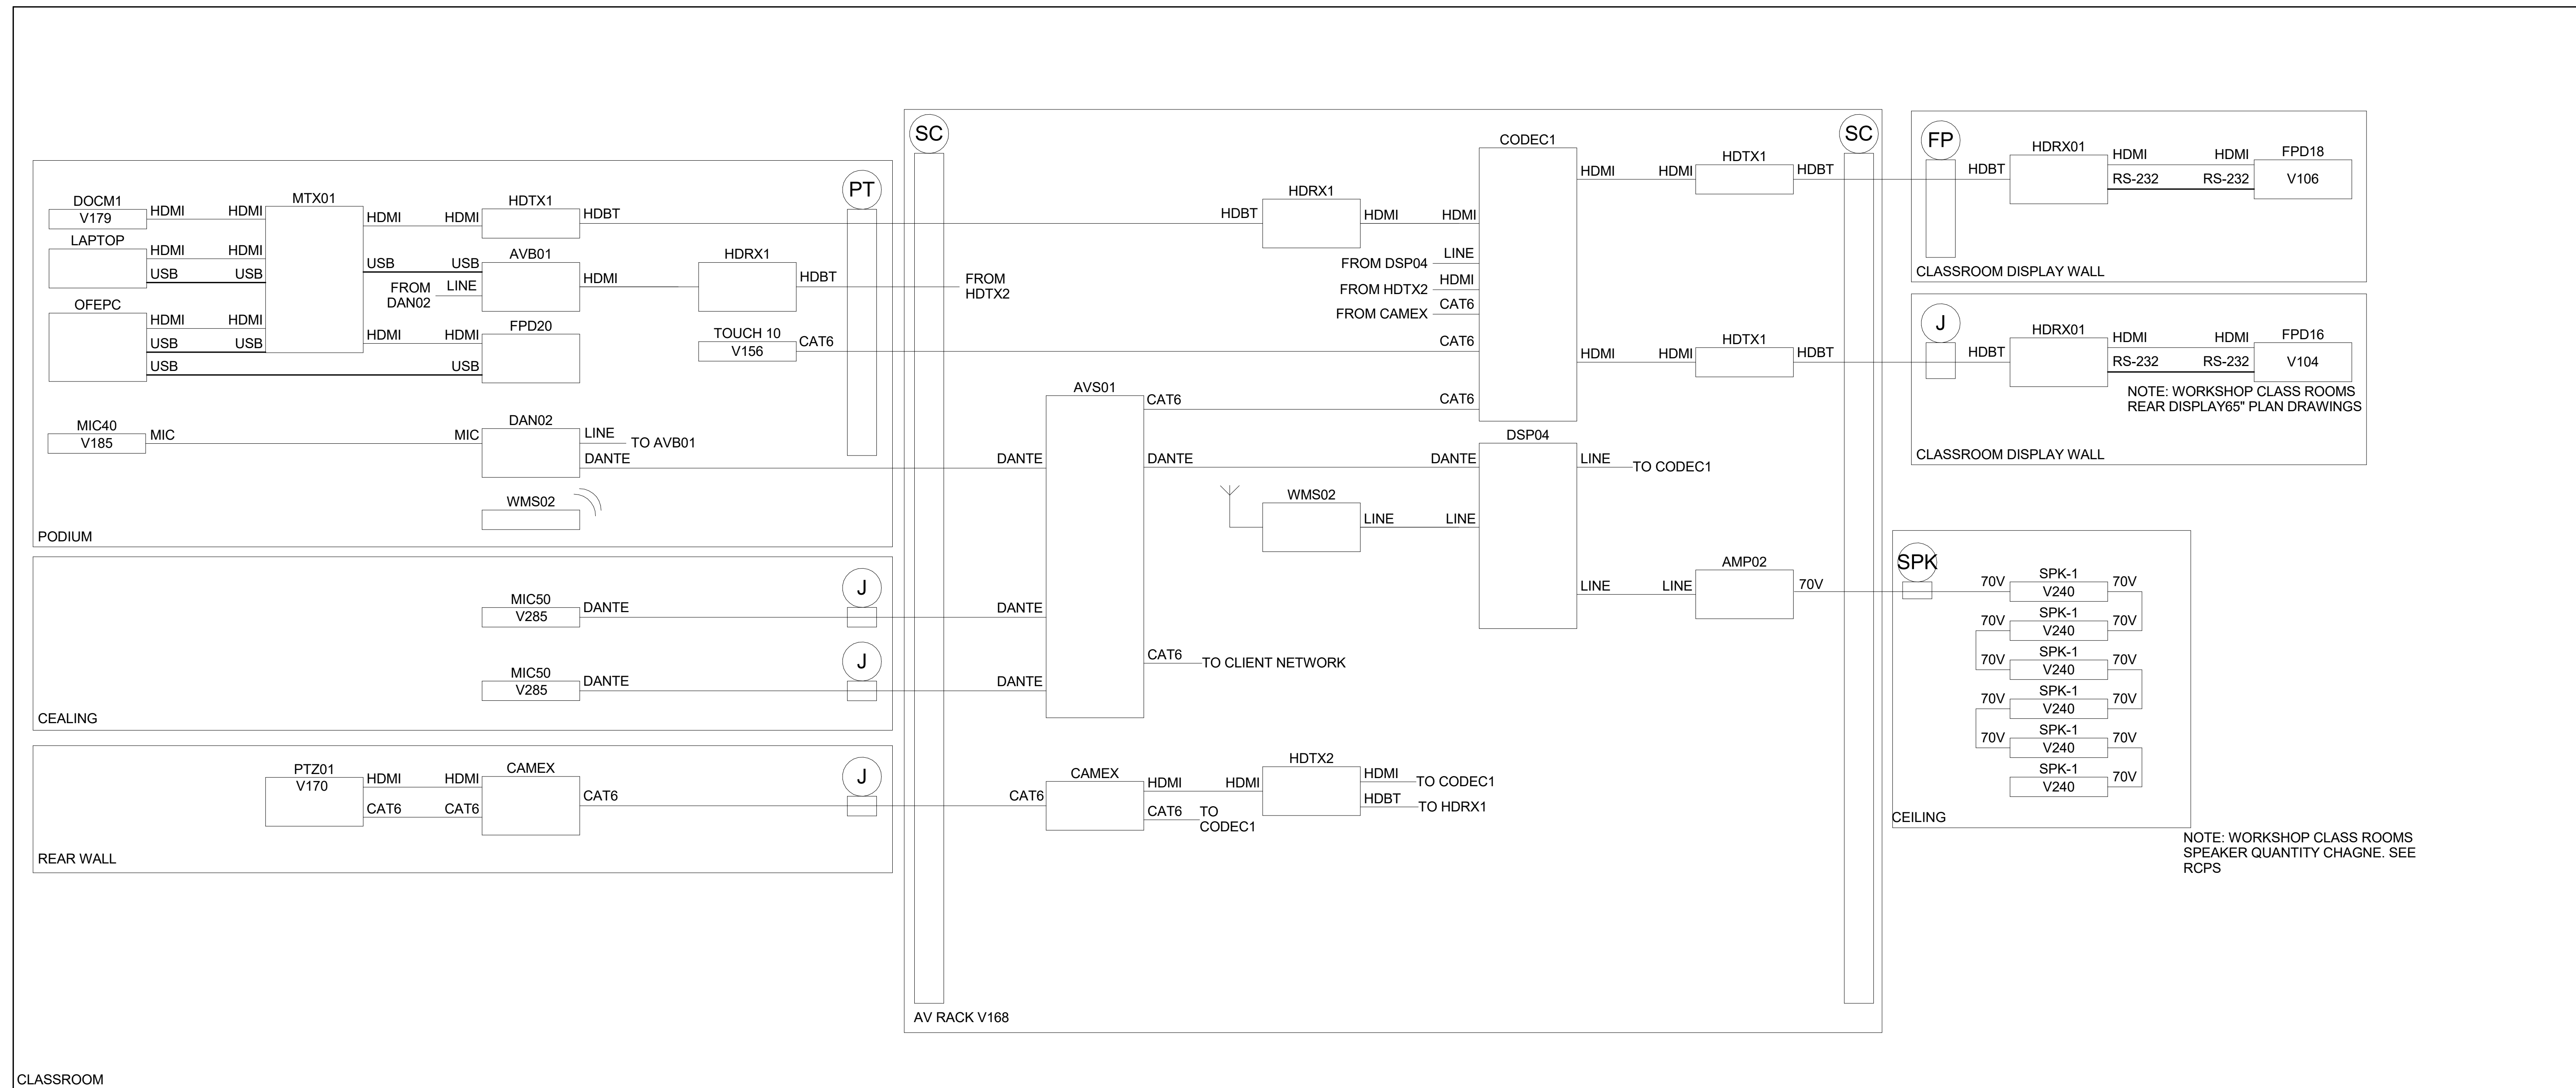 PODIUM
PT
DOCM1
V179
HDMI
HDMI
MTX01
HDMI
HDMI
HDTX1
HDBT
LAPTOP
HDMI
HDMI
USB
USB
USB
USB
AVB01
HDMI
HDRX1
HDBT
FROM
HDTX2
FROM
DAN02
LINE
OFEPC
HDMI
HDMI
USB
USB
USB
USB
HDMI
HDMI
FPD20
TOUCH 10
V156
CAT6
MIC40
V185
MIC
MIC
DAN02
LINE
TO AVB01
DANTE
WMS02
CEALING
J
MIC50
V285
DANTE
J
MIC50
V285
DANTE
REAR WALL
PTZ01
V170
HDMI
HDMI
CAT6
CAT6
CAMEX
CAT6
J
AV RACK V168
SC
SC
HDBT
HDRX1
HDMI
HDMI
CODEC1
FROM DSP04
LINE
FROM HDTX2
HDMI
FROM CAMEX
CAT6
CAT6
CAT6
HDMI
HDMI
HDTX1
HDBT
HDMI
HDMI
HDTX1
HDBT
AVS01
CAT6
DANTE
DANTE
DANTE
DSP04
LINE
TO CODEC1
WMS02
LINE
LINE
LINE
LINE
AMP02
70V
DANTE
CAT6
TO CLIENT NETWORK
DANTE
CAT6
CAMEX
HDMI
HDMI
CAT6
TO
CODEC1
HDTX2
HDMI
TO CODEC1
HDBT
TO HDRX1
FP
HDBT
HDRX01
HDMI
HDMI
RS-232
RS-232
FPD18
V106
CLASSROOM DISPLAY WALL
J
HDBT
HDRX01
HDMI
HDMI
RS-232
RS-232
FPD16
V104
NOTE: WORKSHOP CLASS ROOMS
REAR DISPLAY65" PLAN DRAWINGS
CLASSROOM DISPLAY WALL
SPK
70V
SPK-1
V240
70V
70V
SPK-1
V240
70V
70V
SPK-1
V240
70V
70V
SPK-1
V240
70V
70V
SPK-1
V240
70V
SPK-1
V240
70V
CEILING
NOTE: WORKSHOP CLASS ROOMS
SPEAKER QUANTITY CHAGNE. SEE
RCPS
CLASSROOM